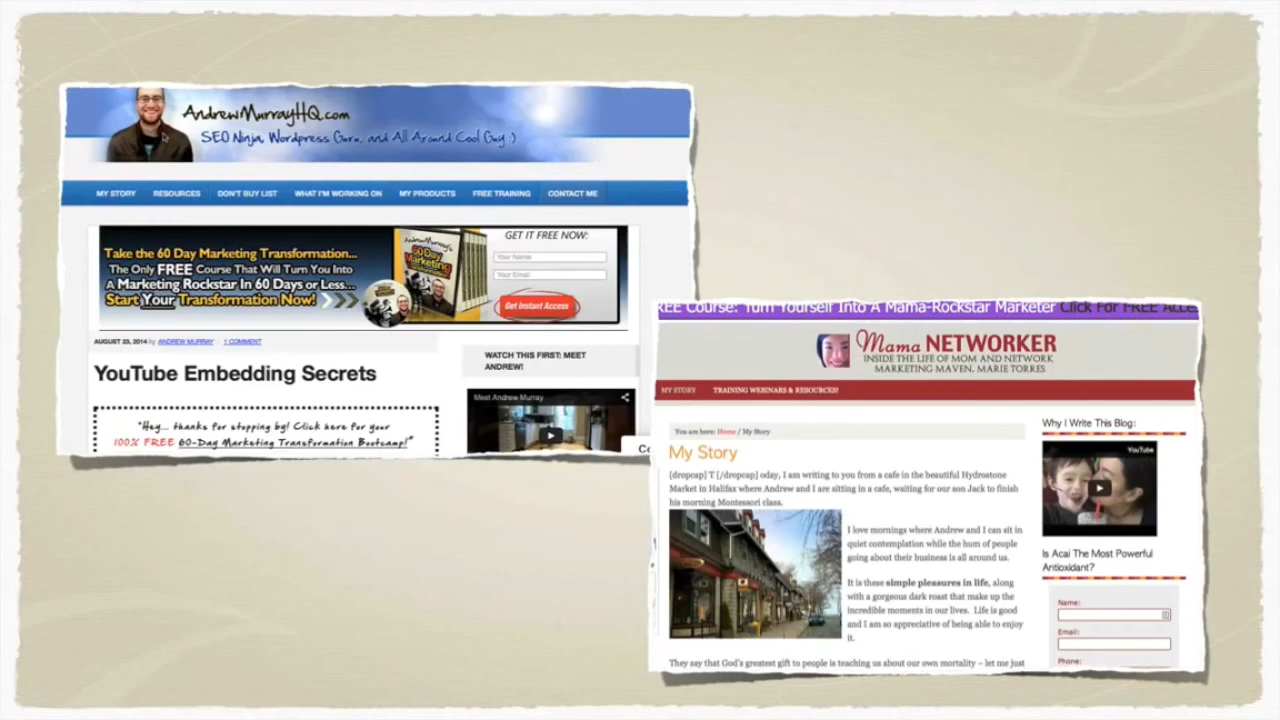 AndrewMurrayHQ.com
SEO Ninja, Wordpress Guru, and All Around Cool Guy :)
MY STORY RESOURCES DON'T BUY LIST WHAT I'M WORKING ON MY PRODUCTS FREE TRAINING CONTACT ME
Take the 60 Day Marketing Transformation...
The Only FREE Course That Will Turn You Into
A Marketing Rockstar In 60 Days or Less...
Start Your Transformation Now!
AndrewMurray's
60 Day
Marketing
Transformation
GET IT FREE NOW:
Your Name
Your Email
Get Instant Access
AUGUST 23, 2014 by ANDREW MURRAY 1 COMMENT
YouTube Embedding Secrets
"Hey... thanks for stopping by! Click here for your
100% FREE 60-Day Marketing Transformation Bootcamp!"
WATCH THIS FIRST: MEET
ANDREW!
Meet Andrew Murray
REE Course: Turn Yourself Into A Mama-Rockstar Marketer Click For FREE Acces
Mama NETWORKER
INSIDE THE LIFE OF MOM AND NETWORK
MARKETING MAVEN, MARIE TORRES
MY STORY TRAINING WEBINARS & RESOURCES!
You are here: Home / My Story
My Story
[dropcap] T [/dropcap] oday, I am writing to you from a cafe in the beautiful Hydrostone
Market in Halifax where Andrew and I are sitting in a cafe, waiting for our son Jack to finish
his morning Montessori class.
I love mornings where Andrew and I can sit in
quiet contemplation while the hum of people
going about their business is all around us.
It is these simple pleasures in life, along
with a gorgeous dark roast that make up the
incredible moments in our lives. Life is good
and I am so appreciative of being able to enjoy
it.
They say that God's greatest gift to people is teaching us about our own mortality – let me just
Why I Write This Blog:
YouTube
Is Acai The Most Powerful
Antioxidant?
Name:
Email:
Phone: